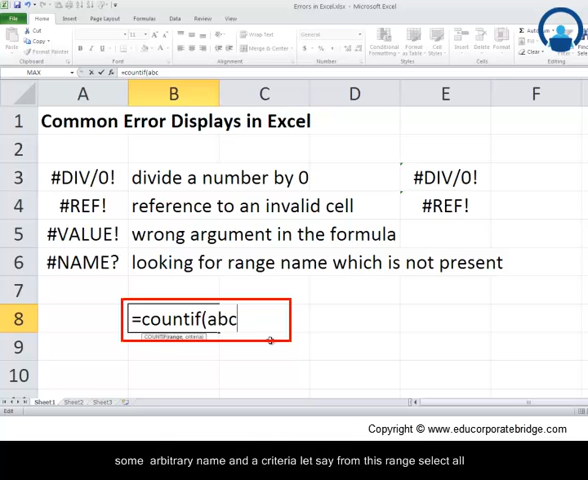 Errors in Excel.xlsx - Microsoft Excel
File Home Insert Page Layout Formulas Data Review View
Cut
Copy
Format Painter
Paste
Clipboard Font Alignment Number Styles Cells
11
B I U
Wrap Text
Merge & Center
Conditional Formatting
Format as Table
Cell Styles
Insert Delete Format
Fill
Clear
MAX fx =countif(abc
A B C D E F
1 Common Error Displays in Excel
2
3 #DIV/0! divide a number by 0 #DIV/0!
4 #REF! reference to an invalid cell #REF!
5 #VALUE! wrong argument in the formula
6 #NAME? looking for range name which is not present
7
8 =countif(abc
COUNTIF(range, criteria)
9
10
Sheet1 Sheet2 Sheet3
Edit
Copyright © www.educorporatebridge.com
some arbitrary name and a criteria let say from this range select all